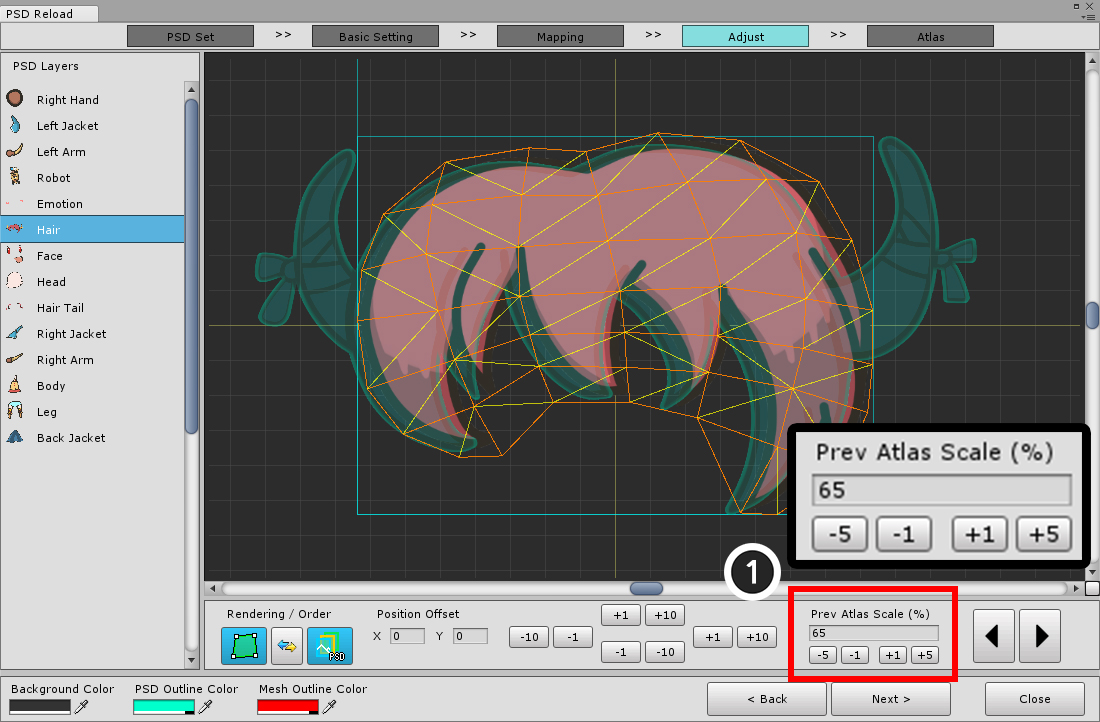 PSD Reload
PSD Set >> Basic Setting >> Mapping >> Adjust >> Atlas
PSD Layers
Right Hand
Left Jacket
Left Arm
Robot
Emotion
Hair
Face
Head
Hair Tail
Right Jacket
Right Arm
Body
Leg
Back Jacket
Prev Atlas Scale (%)
65
-5 -1 +1 +5
1
Rendering / Order
PSD
Position Offset
X 0 Y 0
-10 -1
+1 +10
-1 -10
+1 +10
Prev Atlas Scale (%)
65
-5 -1 +1 +5
Background Color PSD Outline Color Mesh Outline Color
< Back Next > Close